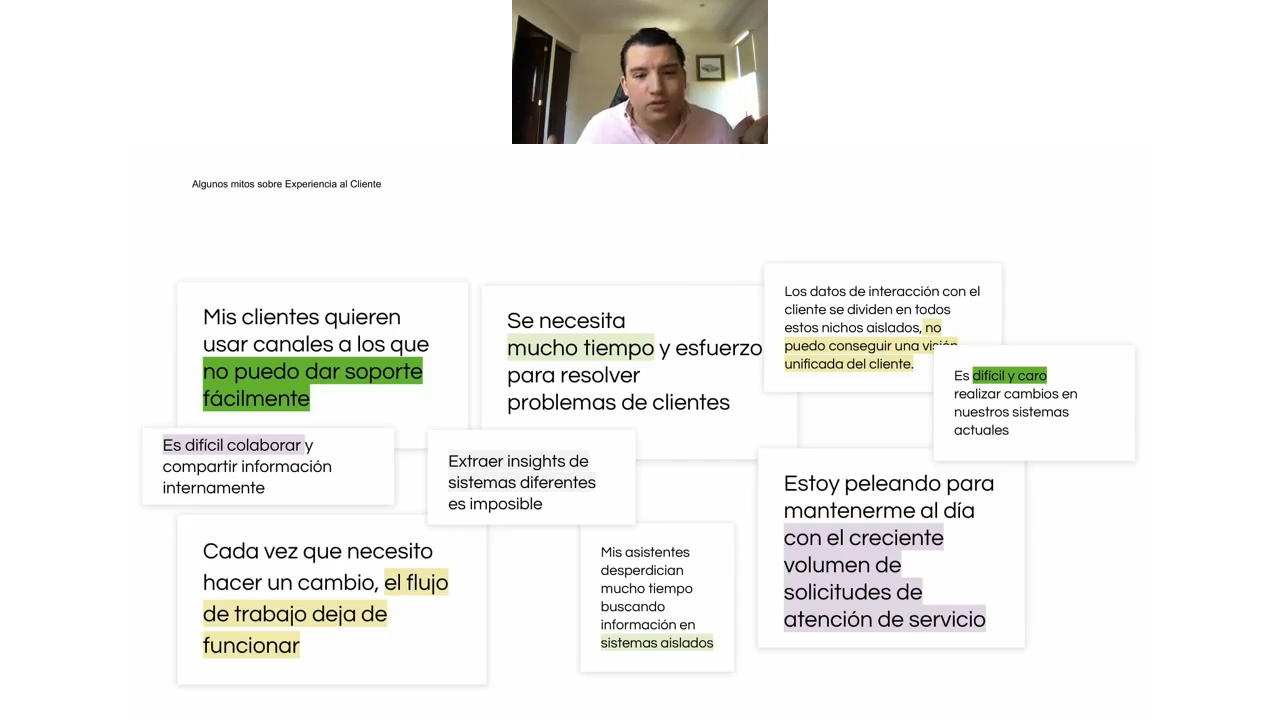 Algunos mitos sobre Experiencia al Cliente
Mis clientes quieren
usar canales a los que
no puedo dar soporte
fácilmente
Se necesita
mucho tiempo y esfuerzo
para resolver
problemas de clientes
Los datos de interacción con el
cliente se dividen en todos
estos nichos aislados, no
puedo conseguir una visión
unificada del cliente.
Es difícil y caro
realizar cambios en
nuestros sistemas
actuales
Es difícil colaborar y
compartir información
internamente
Extraer insights de
sistemas diferentes
es imposible
Estoy peleando para
mantenerme al día
con el creciente
volumen de
solicitudes de
atención de servicio
Cada vez que necesito
hacer un cambio, el flujo
de trabajo deja de
funcionar
Mis asistentes
desperdician
mucho tiempo
buscando
información en
sistemas aislados